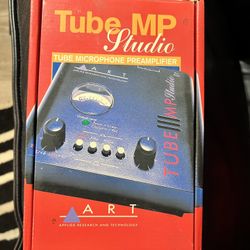 Tube MP
Studio
TUBE MICROPHONE PREAMPLIFIER
ART
TUBE MP Studio
ART
APPLIED RESEARCH AND TECHNOLOGY